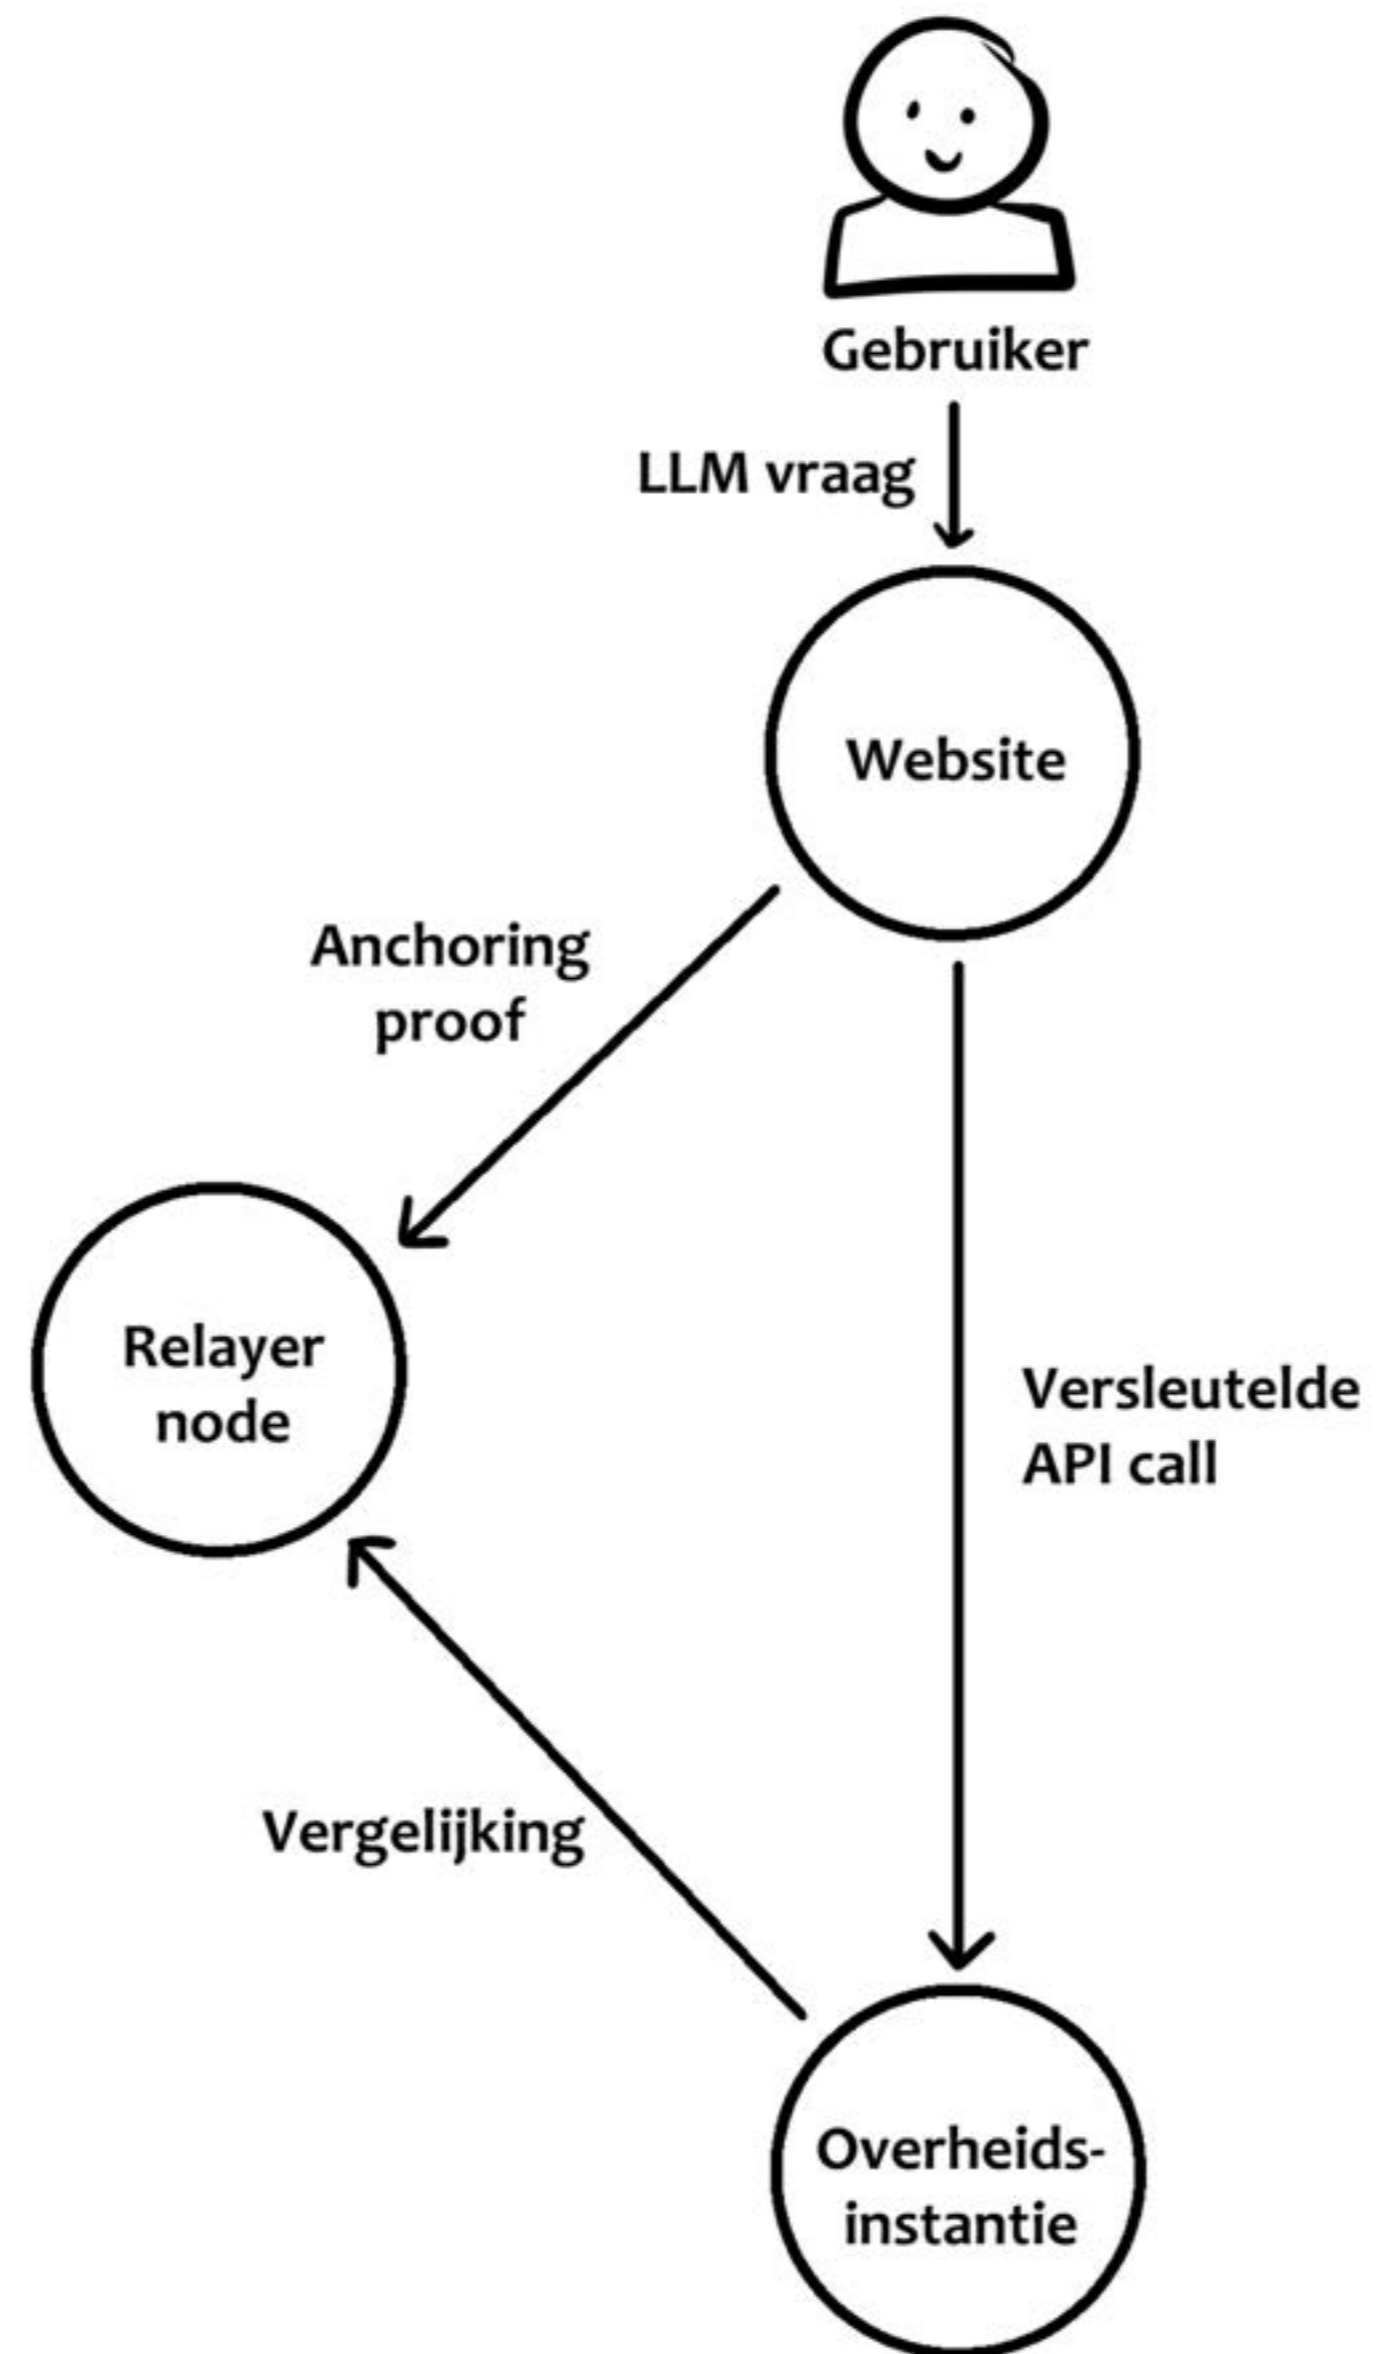 Gebruiker
LLM vraag
Website
Anchoring
proof
Relayer
node
Versleutelde
API call
Vergelijking
Overheids-
instantie